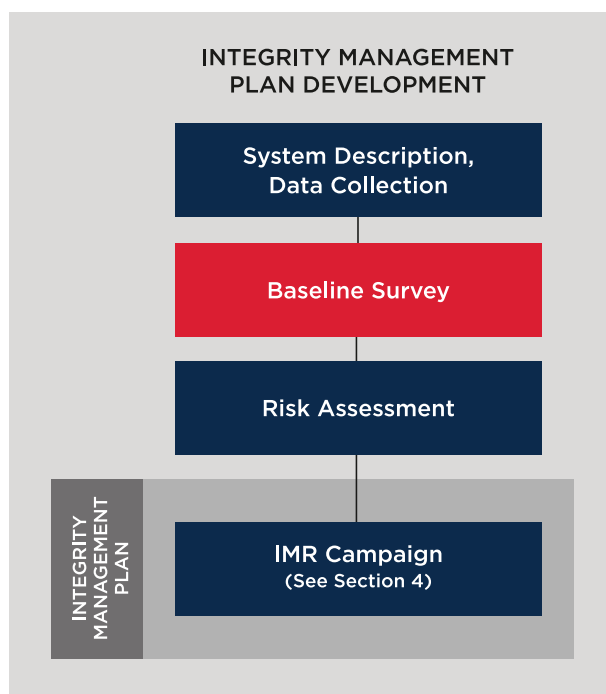 INTEGRITY MANAGEMENT
PLAN DEVELOPMENT
System Description,
Data Collection
Baseline Survey
Risk Assessment
INTEGRITY
MANAGEMENT
PLAN
IMR Campaign
(See Section 4)